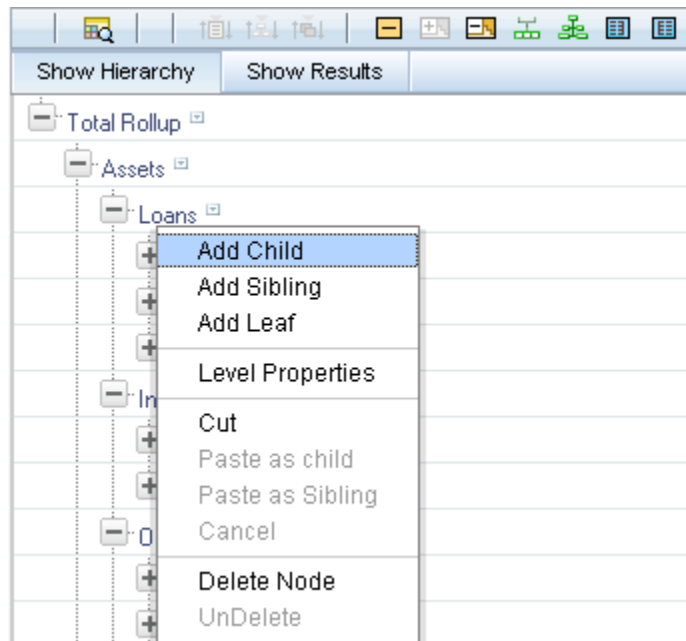 Show Hierarchy Show Results
Total Rollup
Assets
Loans
Add Child
Add Sibling
Add Leaf
Level Properties
In
Cut
Paste as child
Paste as Sibling
Cancel
O
Delete Node
UnDelete